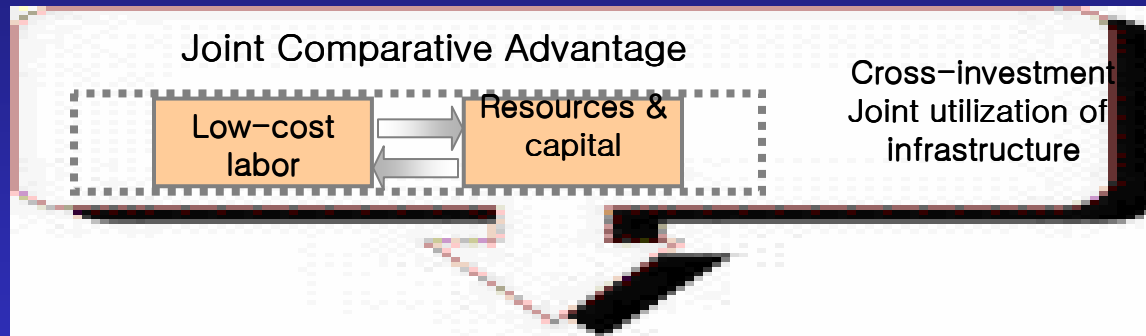 Joint Comparative Advantage
Low-cost
labor
Resources &
capital
Cross-investment
Joint utilization of
infrastructure